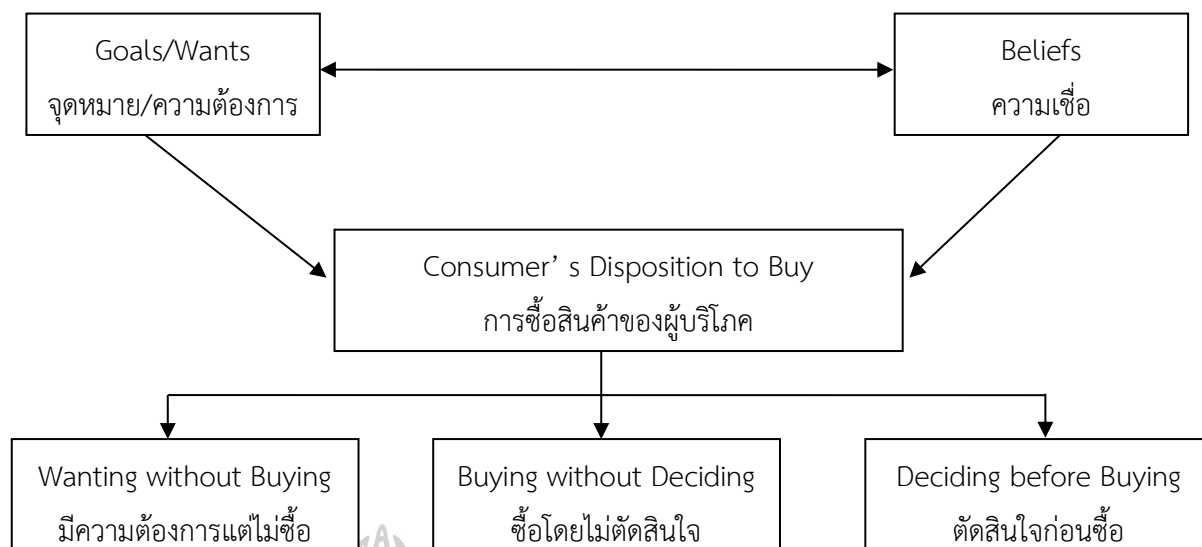 Goals/Wants
จุดหมาย/ความต้องการ
Beliefs
ความเชื่อ
Consumer’ s Disposition to Buy
การซื้อสินค้าของผู้บริโภค
Wanting without Buying
มีความต้องการแต่ไม่ซื้อ
Buying without Deciding
ซื้อโดยไม่ตัดสินใจ
Deciding before Buying
ตัดสินใจก่อนซื้อ